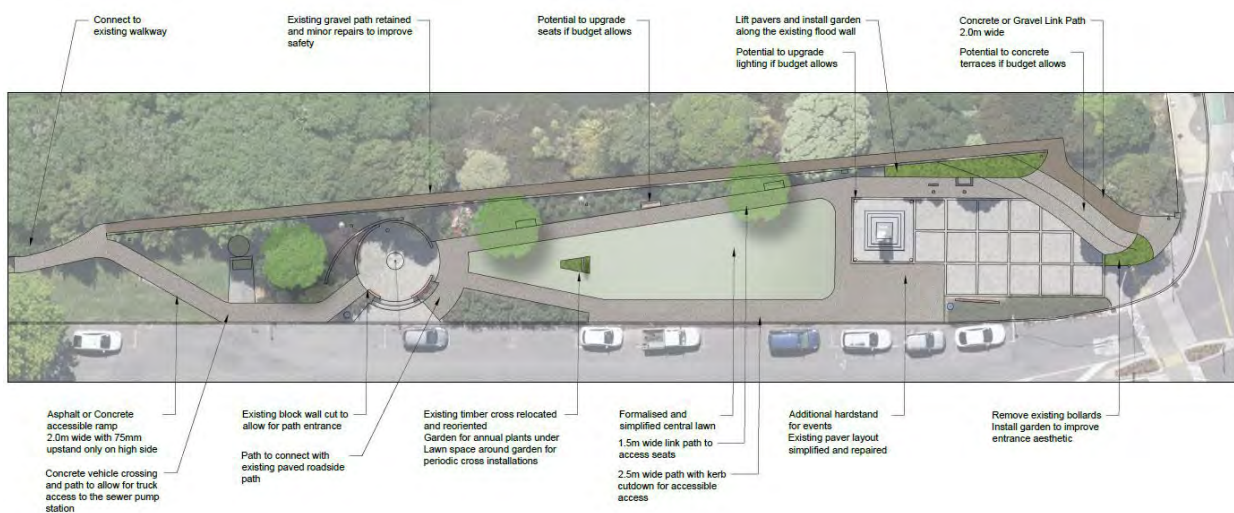 Connect to
existing walkway
Existing gravel path retained
and minor repairs to improve
safety
Potential to upgrade
seats if budget allows
Lift pavers and install garden
along the existing flood wall
Potential to upgrade
lighting if budget allows
Concrete or Gravel Link Path
2.0m wide
Potential to concrete
terraces if budget allows
Asphalt or Concrete
accessible ramp
2.0m wide with 75mm
upstand only on high side
Concrete vehicle crossing
and path to allow for truck
access to the sewer pump
station
Existing block wall cut to
allow for path entrance
Path to connect with
existing paved roadside
path
Existing timber cross relocated
and reoriented
Garden for annual plants under
Lawn space around garden for
periodic cross installations
Formalised and
simplified central lawn
1.5m wide link path to
access seats
2.5m wide path with kerb
cutdown for accessible
access
Additional hardstand
for events
Existing paver layout
simplified and repaired
Remove existing bollards
Install garden to improve
entrance aesthetic